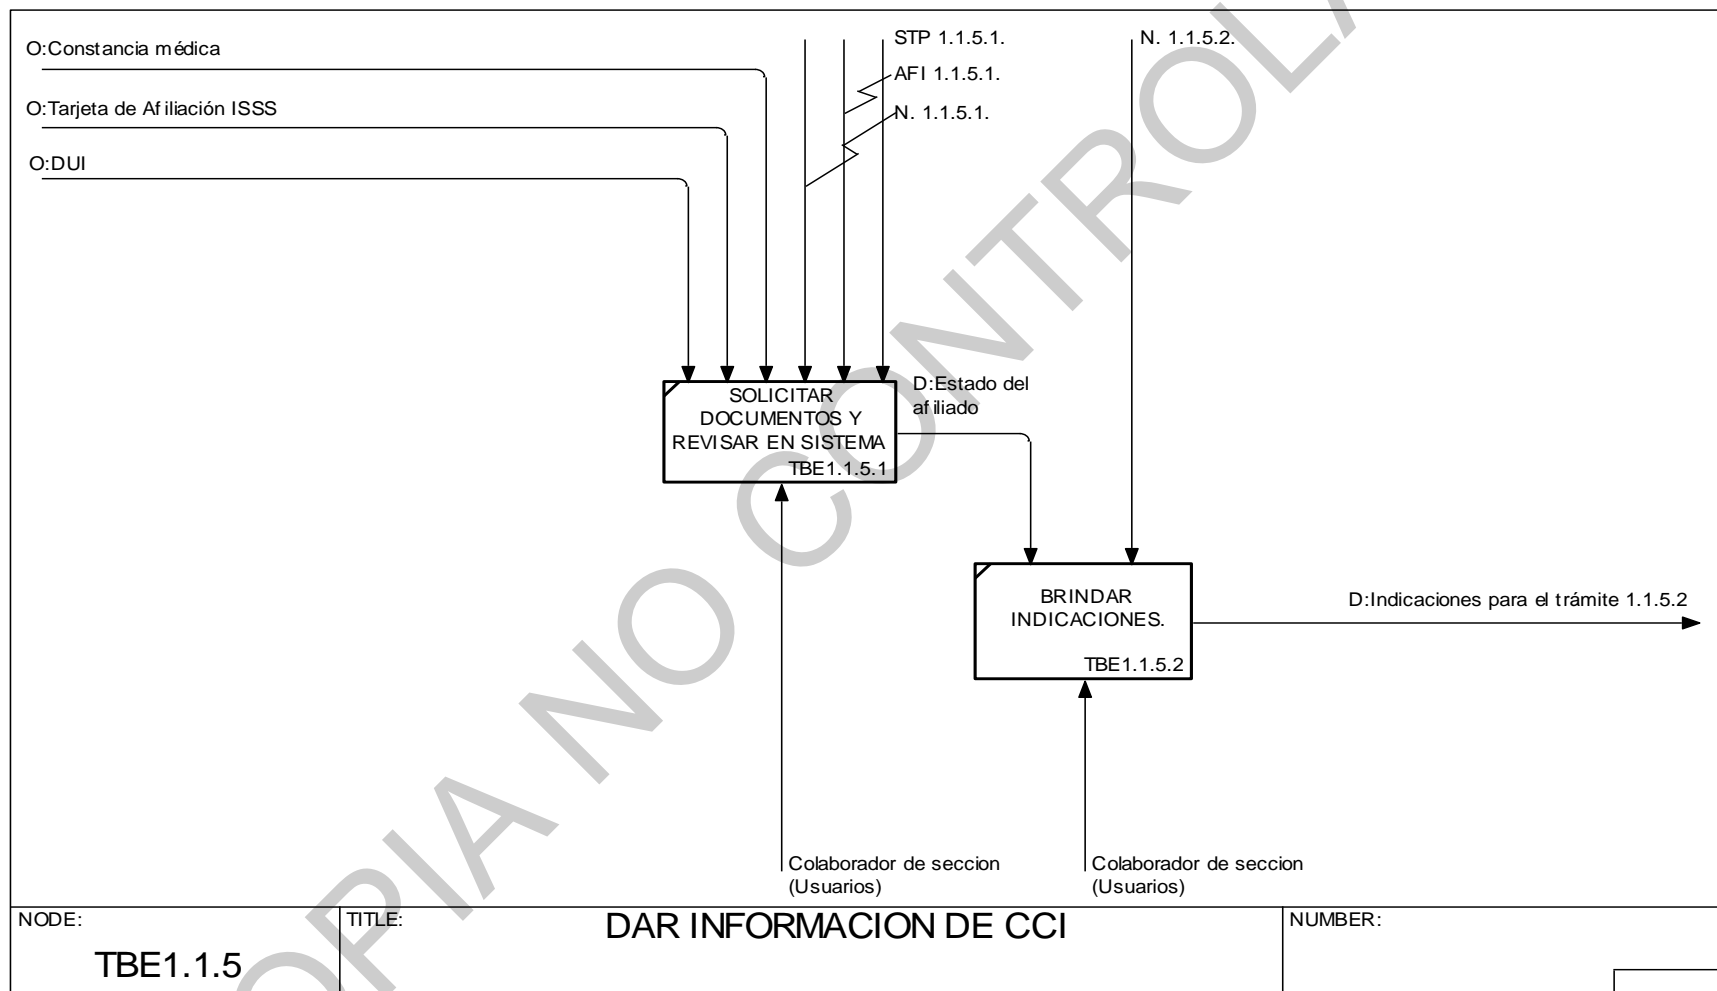 O:Constancia médica
O:Tarjeta de Afiliación ISSS
O:DUI
STP 1.1.5.1.
AFI 1.1.5.1.
N. 1.1.5.1.
N. 1.1.5.2.
SOLICITAR
DOCUMENTOS Y
REVISAR EN SISTEMA
TBE1.1.5.1
D:Estado del
afiliado
BRINDAR
INDICACIONES.
TBE1.1.5.2
D:Indicaciones para el trámite 1.1.5.2
Colaborador de seccion
(Usuarios)
Colaborador de seccion
(Usuarios)
NODE:
TBE1.1.5
TITLE:
DAR INFORMACION DE CCI
NUMBER:
OPIA NO CONTROLA